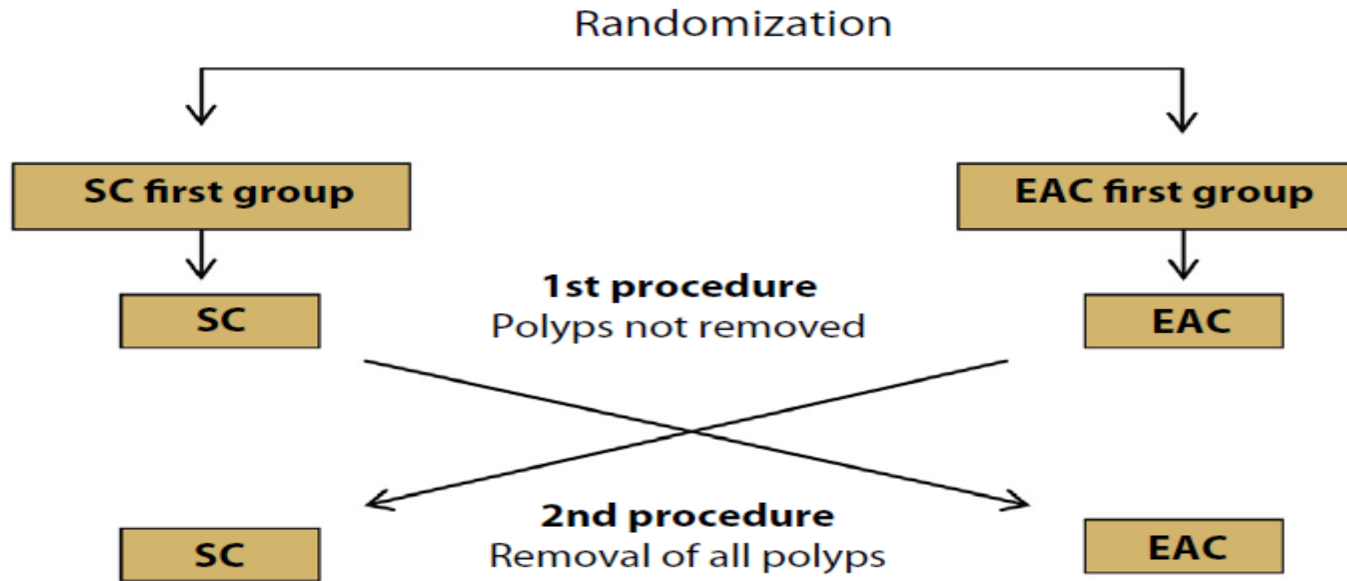 Randomization
SC first group
EAC first group
1st procedure
Polyps not removed
SC
EAC
2nd procedure
Removal of all polyps
SC
EAC